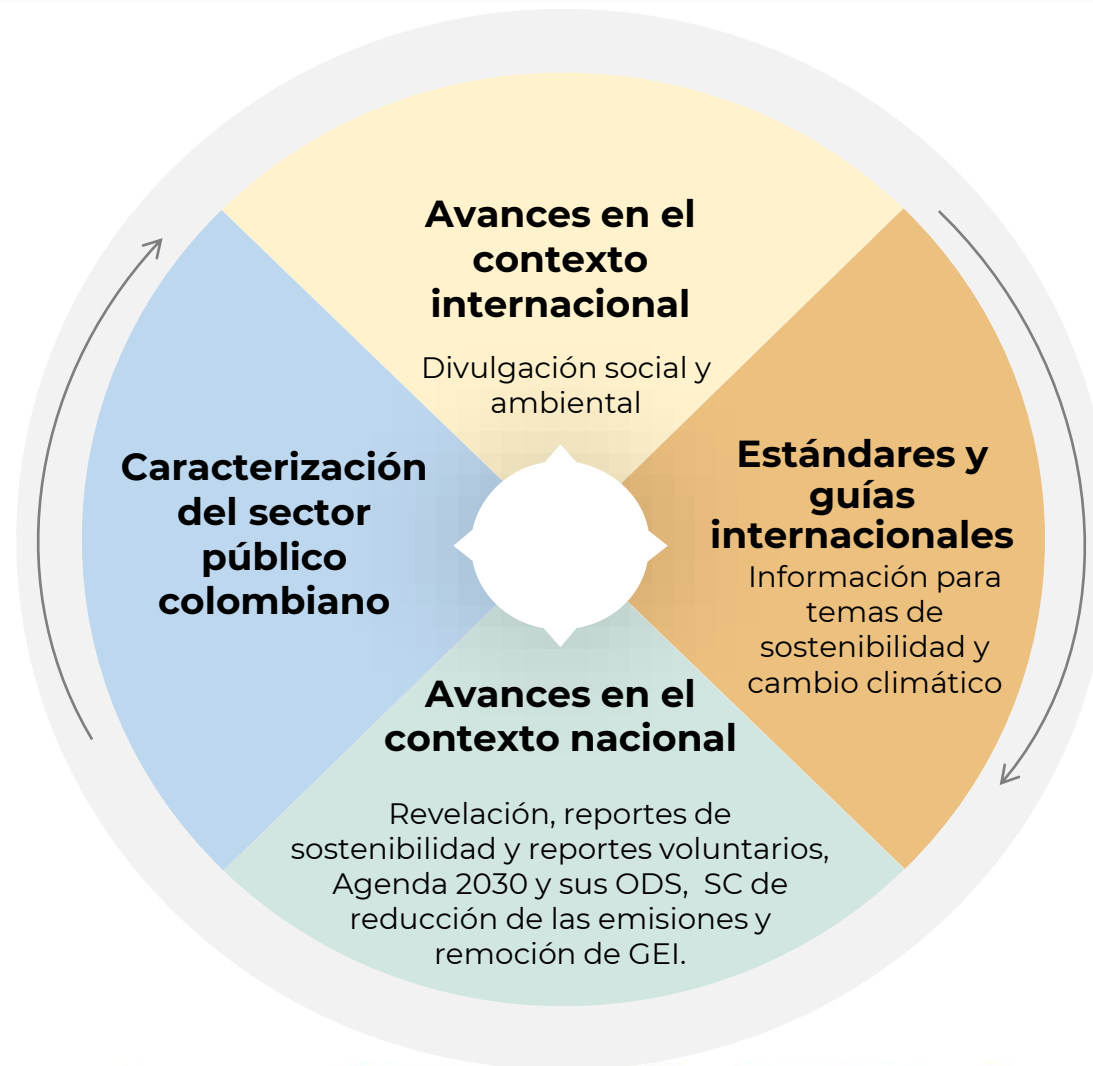 Avances en el
contexto
internacional
Divulgación social y
ambiental
Estándares y
guías
internacionales
Información para
temas de
sostenibilidad y
cambio climático
Avances en el
contexto nacional
Revelación, reportes de
sostenibilidad y reportes voluntarios,
Agenda 2030 y sus ODS, SC de
reducción de las emisiones y
remoción de GEI.
Caracterización
del sector
público
colombiano